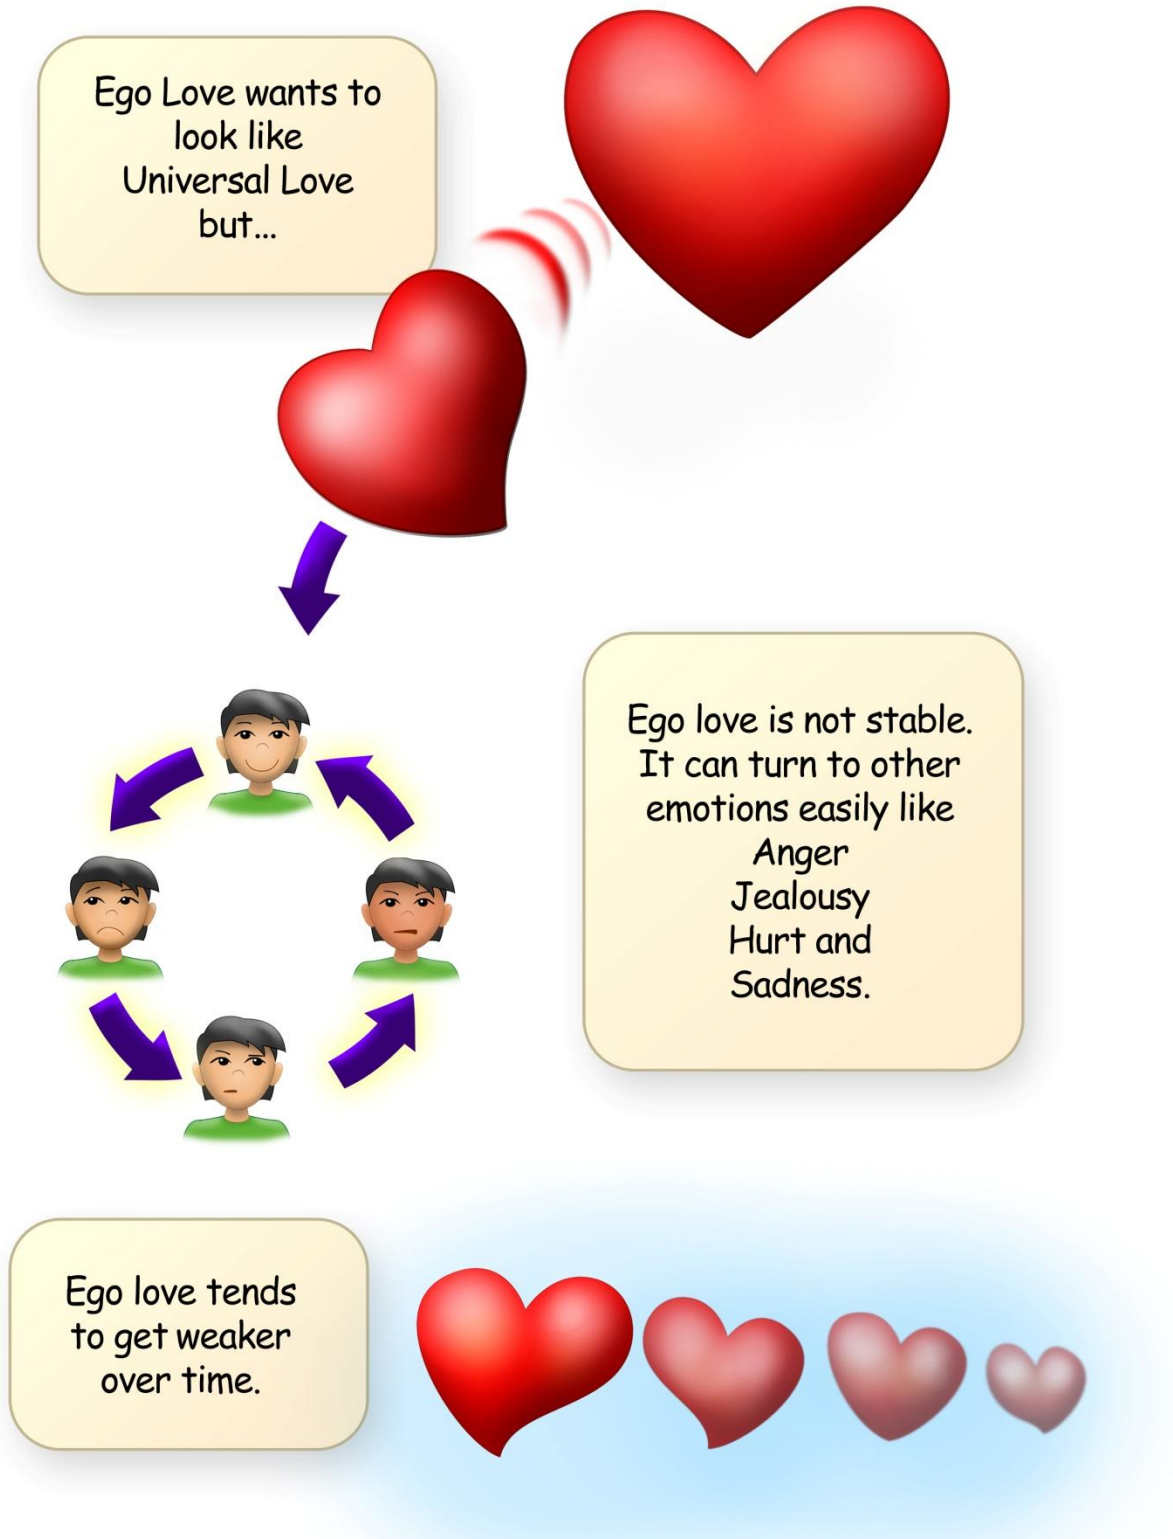 Ego Love wants to
look like
Universal Love
but...
Ego love is not stable.
It can turn to other
emotions easily like
Anger
Jealousy
Hurt and
Sadness.
Ego love tends
to get weaker
over time.